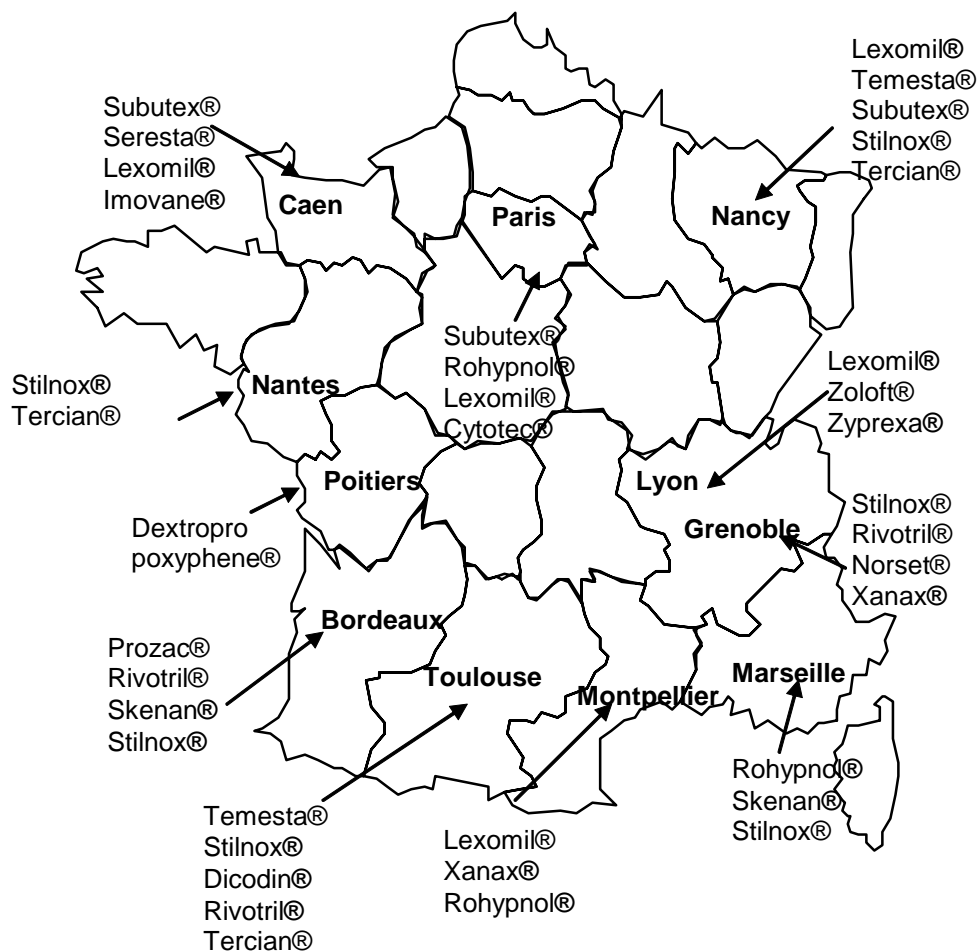 Lexomil®
Temesta®
Subutex®
Stilnox®
Tercian®
Subutex®
Seresta®
Lexomil®
Imovane®
Caen
Paris
Nancy
Subutex®
Rohypnol®
Lexomil®
Cytotec®
Stilnox®
Tercian®
Nantes
Lexomil®
Zoloft®
Zyprexa®
Poitiers
Lyon
Grenoble
Dextropro
poxyphene®
Stilnox®
Rivotril®
Norset®
Xanax®
Bordeaux
Prozac®
Rivotril®
Skenan®
Stilnox®
Toulouse
Montpellier
Marseille
Rohypnol®
Skenan®
Stilnox®
Temesta®
Stilnox®
Dicodin®
Rivotril®
Tercian®
Lexomil®
Xanax®
Rohypnol®